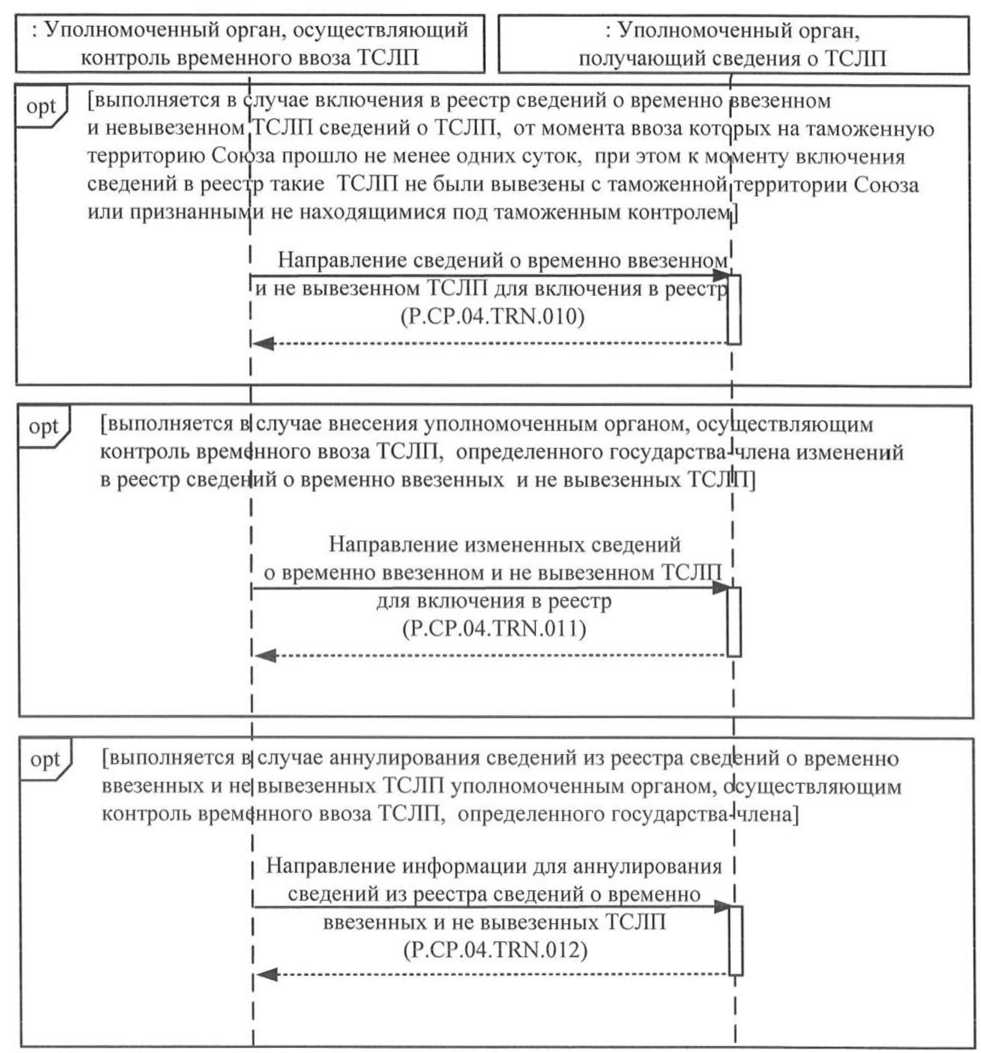 : Уполномоченный орган, осуществляющий
контроль временного ввоза ТСЛП
: Уполномоченный орган,
получающий сведения о ТСЛП
opt
[выполняется в случае включения в реестр сведений о временно ввезенном
и невывезенном ТСЛП сведений о ТСЛП, от момента ввоза которых на таможенную
территорию Союза прошло не менее одних суток, при этом к моменту включения
сведений в реестр такие ТСЛП не были вывезены с таможенной территории Союза
или признанными не находящимися под таможенным контролем]
Направление сведений о временно ввезенном
и не вывезенном ТСЛП для включения в реестр
(P.CP.04.TRN.010)
opt
[выполняется в случае внесения уполномоченным органом, осуществляющим
контроль временного ввоза ТСЛП, определенного государства-члена изменений
в реестр сведений о временно ввезенных и не вывезенных ТСЛП]
Направление измененных сведений
о временно ввезенном и не вывезенном ТСЛП
для включения в реестр
(P.CP.04.TRN.011)
opt
[выполняется в случае аннулирования сведений из реестра сведений о временно
ввезенных и не вывезенных ТСЛП уполномоченным органом, осуществляющим
контроль временного ввоза ТСЛП, определенного государства-члена]
Направление информации для аннулирования
сведений из реестра сведений о временно
ввезенных и не вывезенных ТСЛП
(P.CP.04.TRN.012)